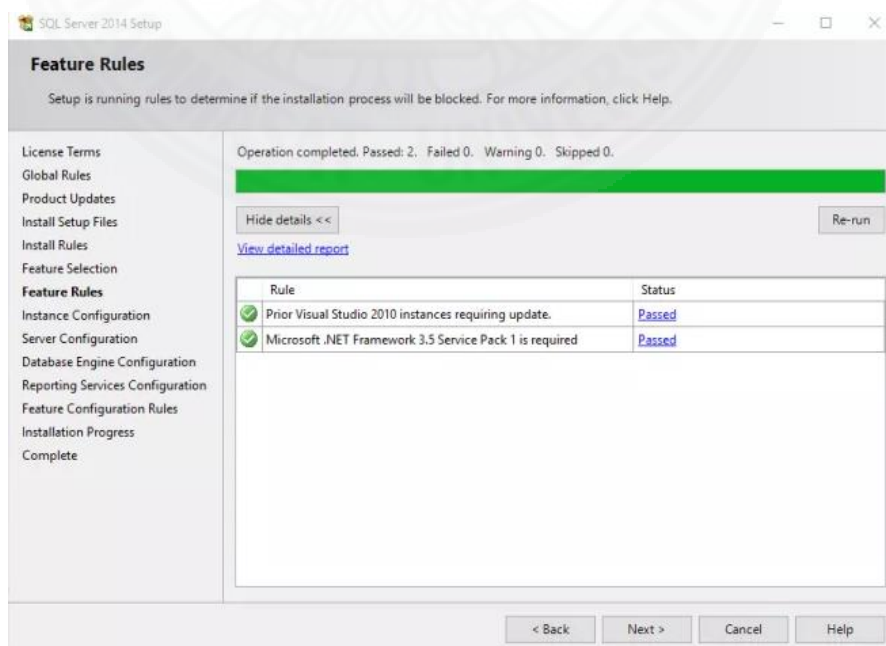 SQL Server 2014 Setup
Feature Rules
Setup is running rules to determine if the installation process will be blocked. For more information, click Help.
License Terms
Global Rules
Product Updates
Install Setup Files
Install Rules
Feature Selection
Feature Rules
Instance Configuration
Server Configuration
Database Engine Configuration
Reporting Services Configuration
Feature Configuration Rules
Installation Progress
Complete
Operation completed. Passed: 2. Failed 0. Warning 0. Skipped 0.
Hide details << Re-run
View detailed report
Rule Status
Prior Visual Studio 2010 instances requiring update. Passed
Microsoft .NET Framework 3.5 Service Pack 1 is required Passed
< Back Next > Cancel Help